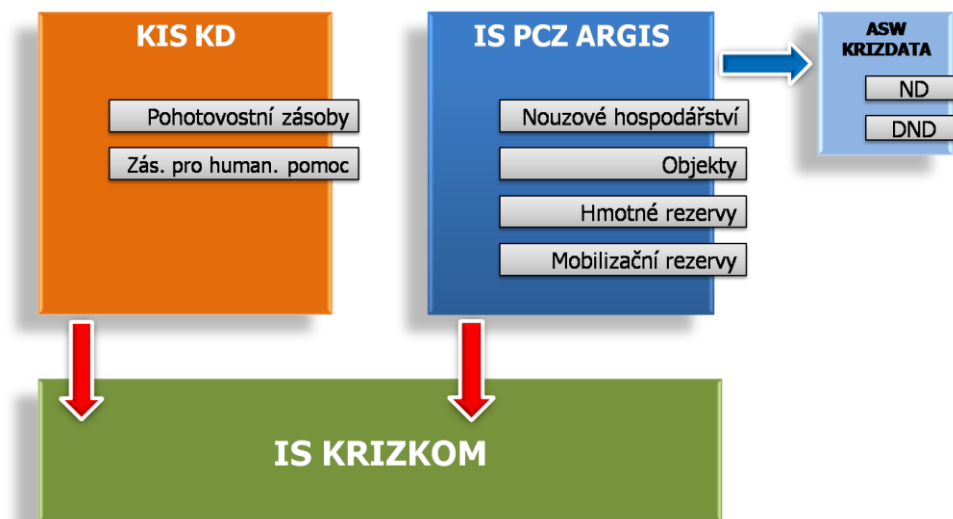 KIS KD
Pohotovostní zásoby
Zás. pro human. pomoc
IS PCZ ARGIS
Nouzové hospodářství
Objekty
Hmotné rezervy
Mobilizační rezervy
ASW
KRIZDATA
ND
DND
IS KRIZKOM